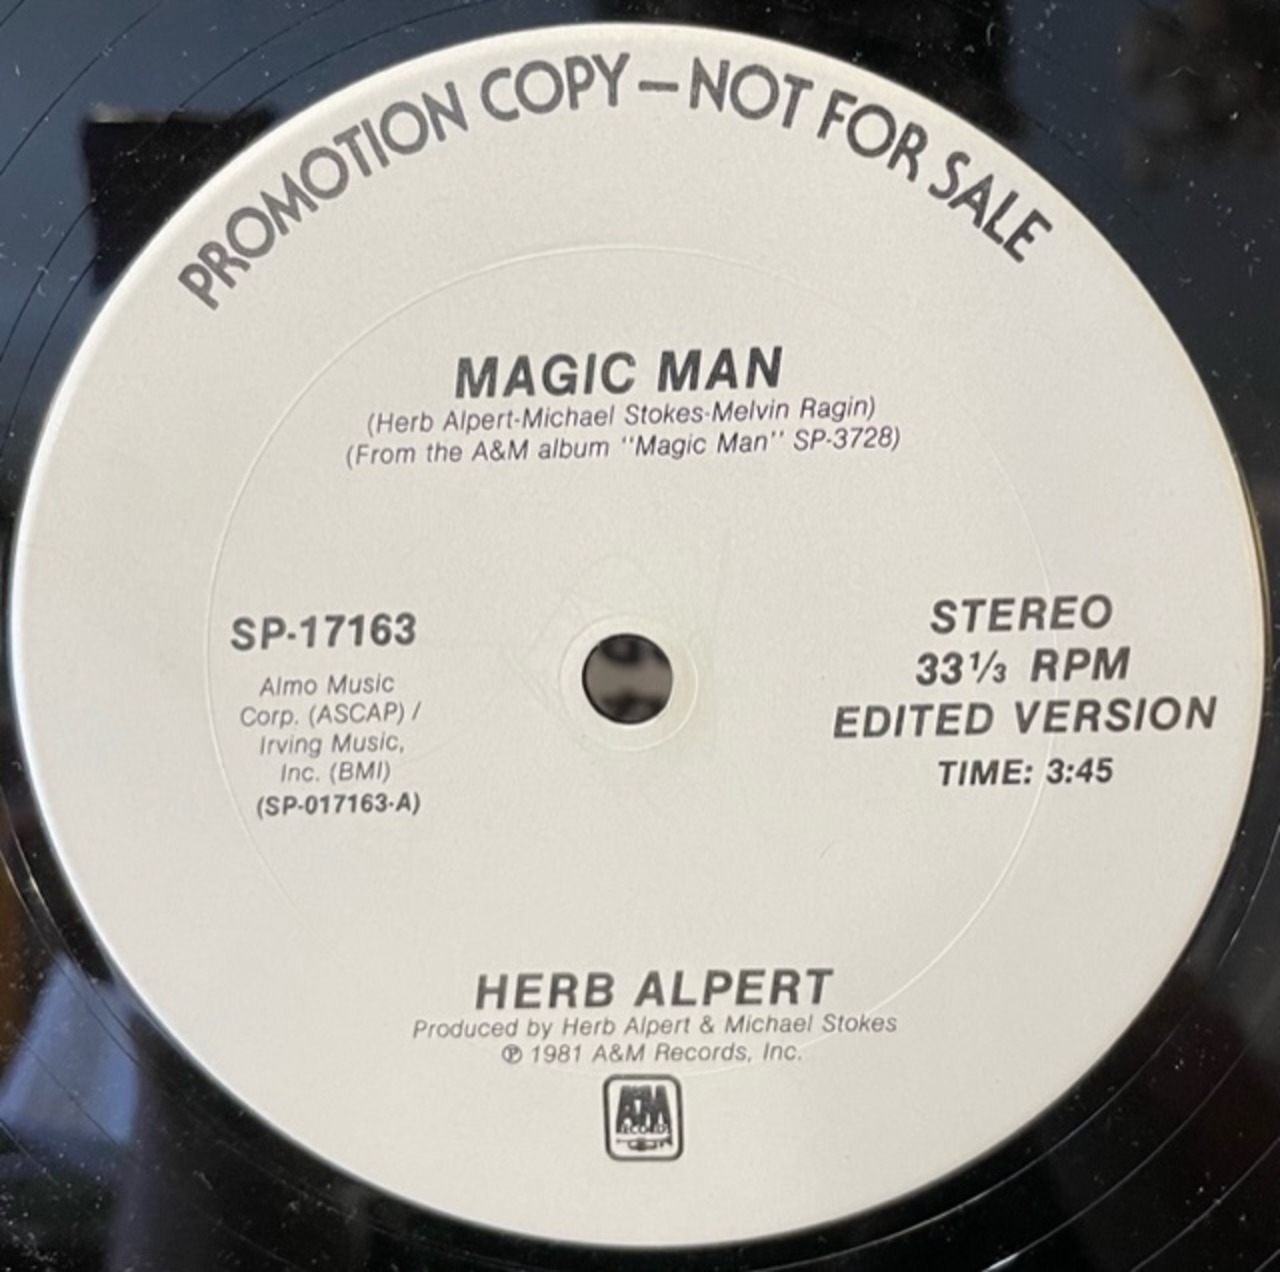 PROMOTION COPY – NOT FOR SALE
MAGIC MAN
(Herb Alpert-Michael Stokes-Melvin Ragin)
(From the A&M album "Magic Man" SP-3728)
SP-17163
Almo Music
Corp. (ASCAP) /
Irving Music,
Inc. (BMI)
(SP-017163-A)
STEREO
33⅓ RPM
EDITED VERSION
TIME: 3:45
HERB ALPERT
Produced by Herb Alpert & Michael Stokes
℗ 1981 A&M Records, Inc.
A&M
RECORDS